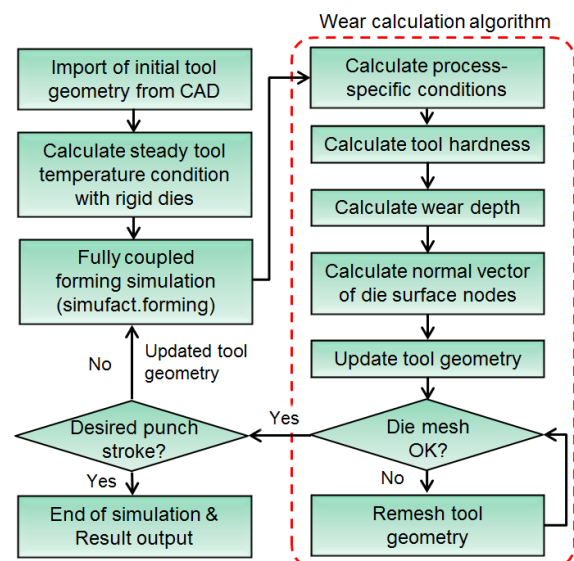 Wear calculation algorithm
Import of initial tool
geometry from CAD
Calculate steady tool
temperature condition
with rigid dies
Fully coupled
forming simulation
(simufact.forming)
No
Updated tool
geometry
Desired punch
stroke?
Yes
End of simulation &
Result output
Calculate process-
specific conditions
Calculate tool hardness
Calculate wear depth
Calculate normal vector
of die surface nodes
Update tool geometry
Yes
Die mesh
OK?
No
Remesh tool
geometry